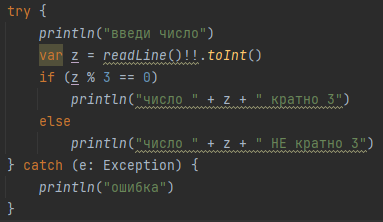 try {
    println("введи число")
    var z = readLine()!!.toInt()
    if (z % 3 == 0)
        println("число " + z + " кратно 3")
    else
        println("число " + z + " НЕ кратно 3")
} catch (e: Exception) {
    println("ошибка")
}